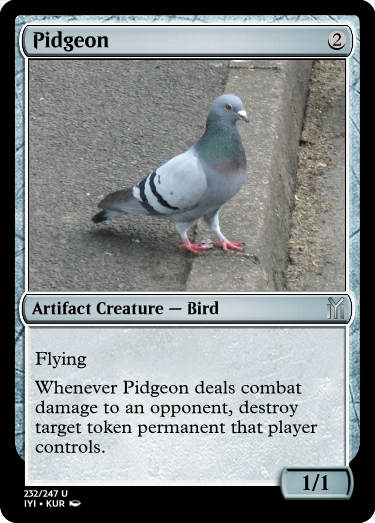 Pidgeon 2
Artifact Creature — Bird
Flying
Whenever Pidgeon deals combat
damage to an opponent, destroy
target token permanent that player
controls.
1/1
232/247 U
IYI • KUR